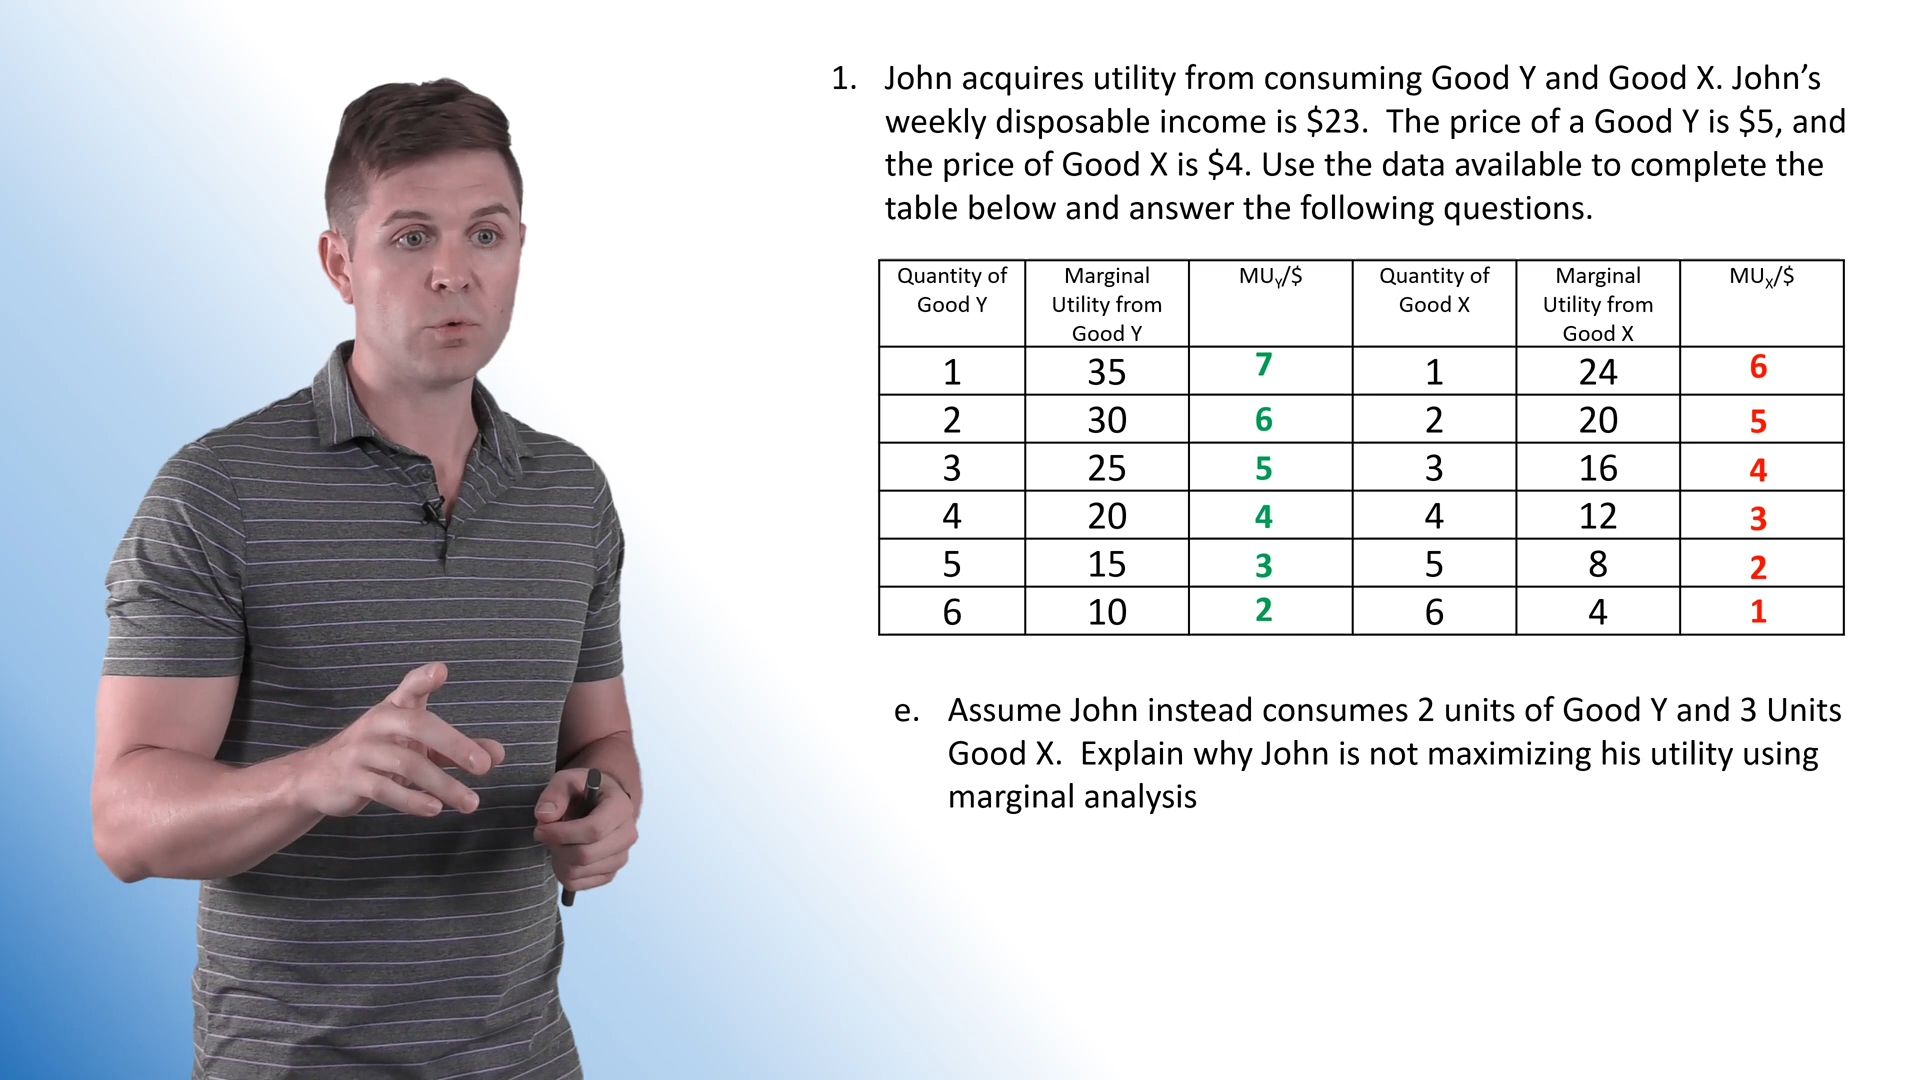 1. John acquires utility from consuming Good Y and Good X. John’s
weekly disposable income is $23.  The price of a Good Y is $5, and
the price of Good X is $4. Use the data available to complete the
table below and answer the following questions.
Quantity of Good Y | Marginal Utility from Good Y | MUY/$ | Quantity of Good X | Marginal Utility from Good X | MUX/$
1 | 35 | 7 | 1 | 24 | 6
2 | 30 | 6 | 2 | 20 | 5
3 | 25 | 5 | 3 | 16 | 4
4 | 20 | 4 | 4 | 12 | 3
5 | 15 | 3 | 5 | 8 | 2
6 | 10 | 2 | 6 | 4 | 1
e. Assume John instead consumes 2 units of Good Y and 3 Units
Good X.  Explain why John is not maximizing his utility using
marginal analysis